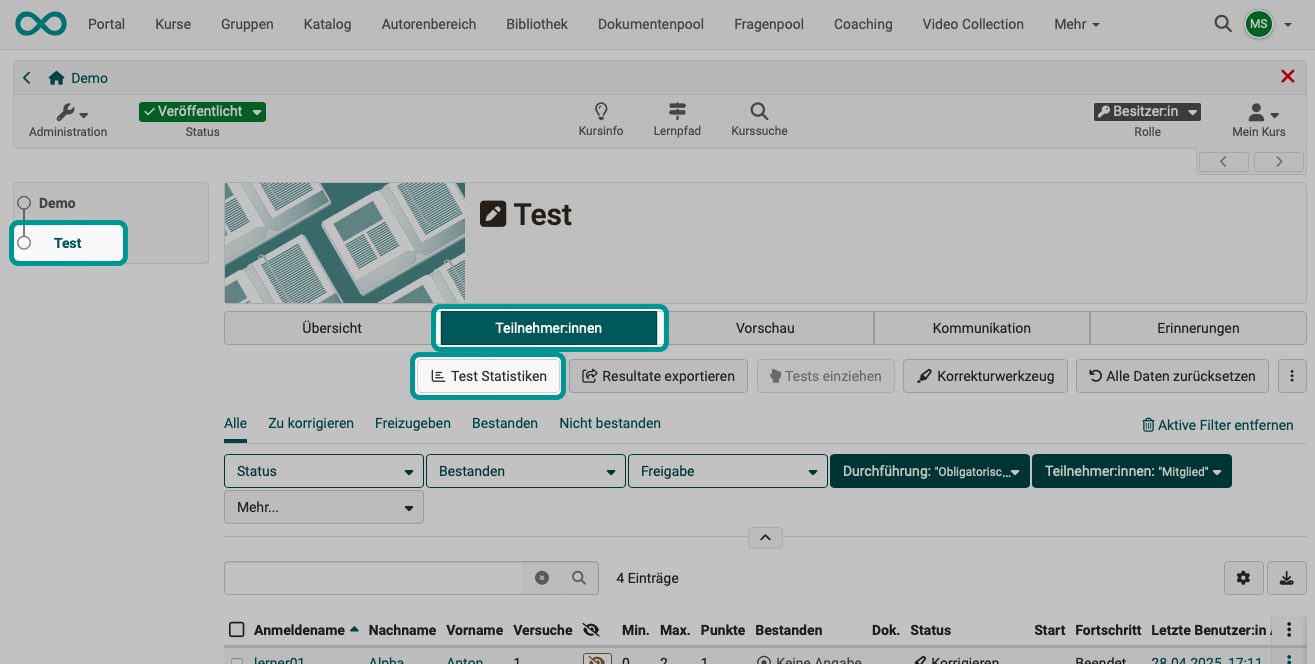 Portal Kurse Gruppen Katalog Autorenbereich Bibliothek Dokumentenpool Fragenpool Coaching Video Collection Mehr MS
Demo
Administration Veröffentlicht Status Kursinfo Lernpfad Kurssuche Besitzer:in Rolle Mein Kurs
Demo
Test
Test
Übersicht Teilnehmer:innen Vorschau Kommunikation Erinnerungen
Test Statistiken Resultate exportieren Tests einziehen Korrekturwerkzeug Alle Daten zurücksetzen
Alle Zu korrigieren Freizugeben Bestanden Nicht bestanden Aktive Filter entfernen
Status Bestanden Freigabe Durchführung: "Obligatorisc... Teilnehmer:innen: "Mitglied"
Mehr...
4 Einträge
Anmeldename Nachname Vorname Versuche Min. Max. Punkte Bestanden Dok. Status Start Fortschritt Letzte Benutzer:in
lerner01 Alpha Anton 1 0 2 1 Keine Angabe Korrigieren Beendet 28.04.2025, 17:11